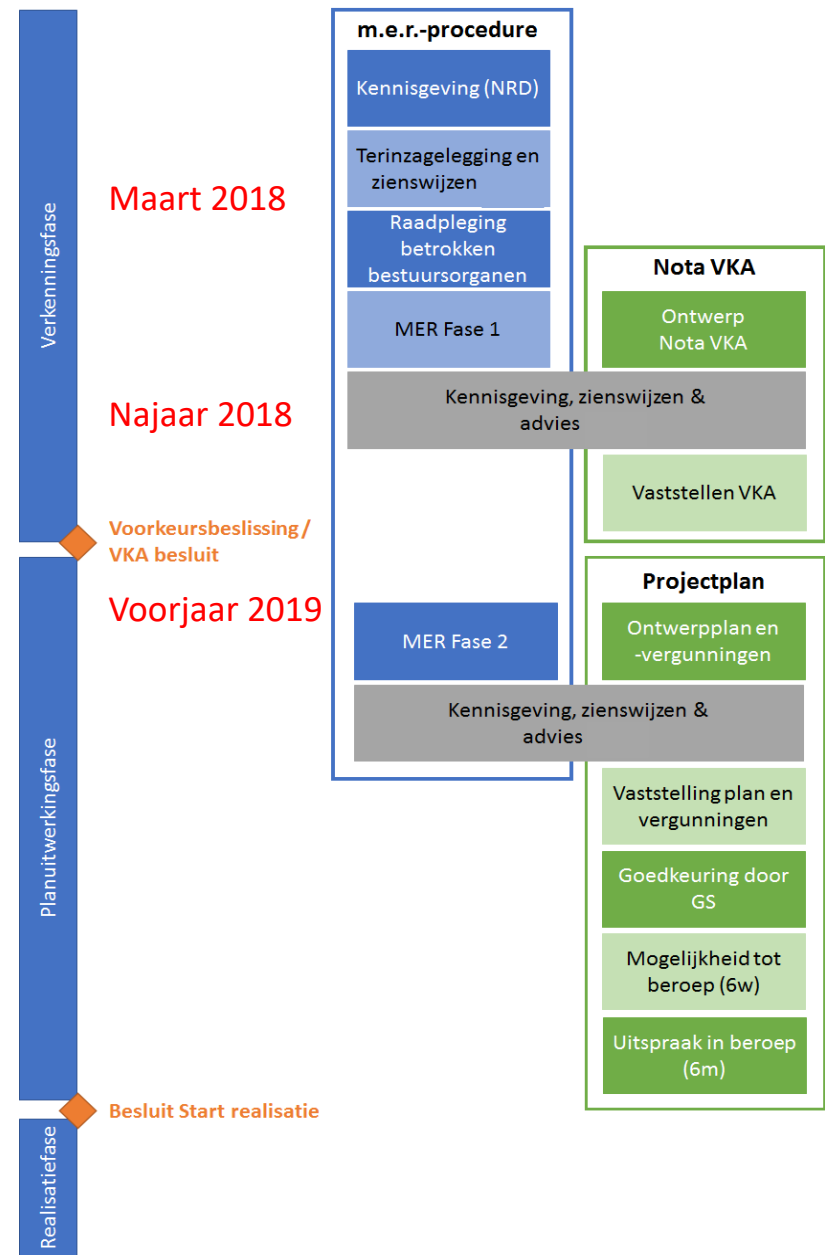 m.e.r.-procedure
Kennisgeving (NRD)
Terinzagelegging en
zienswijzen
Maart 2018
Raadpleging
betrokken
bestuursorganen
Verkenningsfase
Nota VKA
MER Fase 1
Ontwerp
Nota VKA
Najaar 2018
Kennisgeving, zienswijzen &
advies
Vaststellen VKA
Voorkeursbeslissing/
VKA besluit
Projectplan
Voorjaar 2019
MER Fase 2
Ontwerpplan en
-vergunningen
Kennisgeving, zienswijzen &
advies
Planuitwerkingsfase
Vaststelling plan en
vergunningen
Goedkeuring door
GS
Mogelijkheid tot
beroep (6w)
Uitspraak in beroep
(6m)
Besluit Start realisatie
Realisatiefase